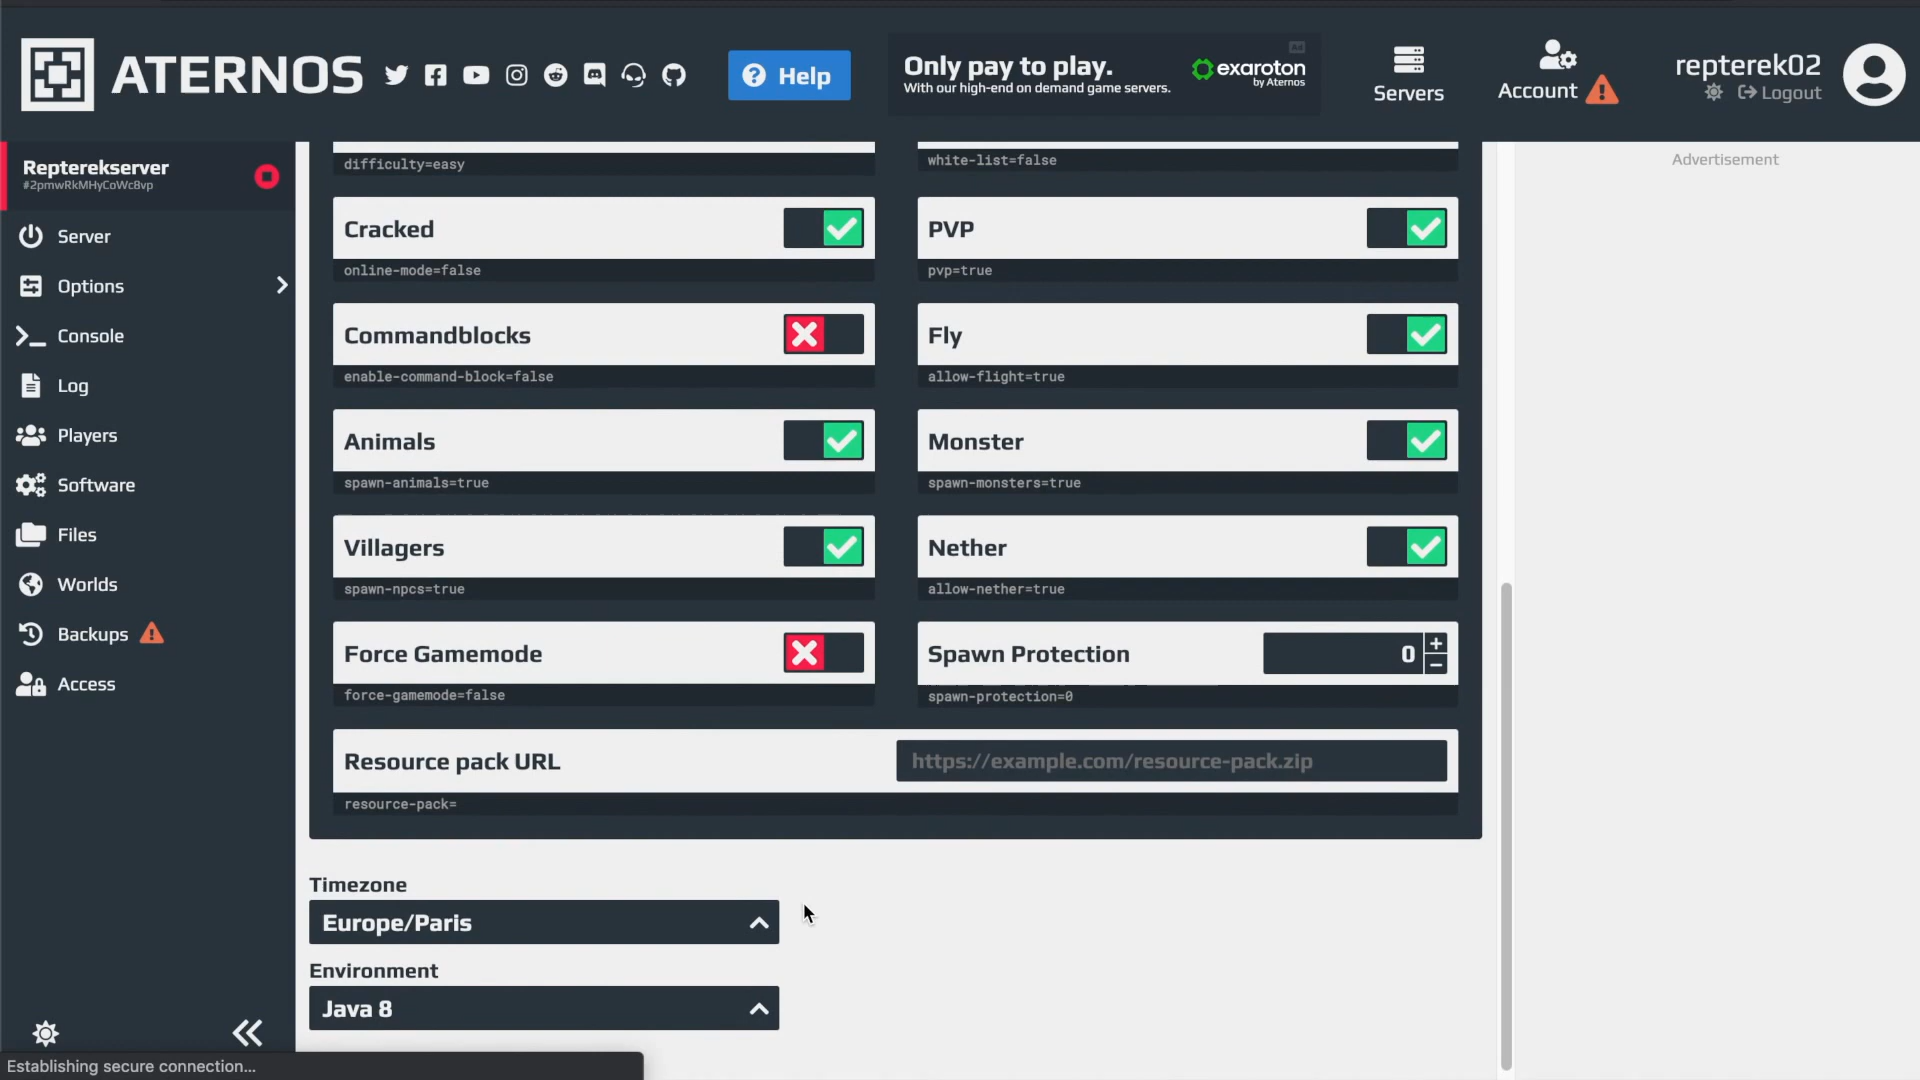 ATERNOS
Help
Only pay to play.
With our high-end on demand game servers.
Ad
exaroton
by Aternos
Servers
Account
repterek02
Logout
Repterekserver
#2pmwRkMHyCoWc8vp
Server
Options
Console
Log
Players
Software
Files
Worlds
Backups
Access
difficulty=easy
white-list=false
Cracked
online-mode=false
PVP
pvp=true
Commandblocks
enable-command-block=false
Fly
allow-flight=true
Animals
spawn-animals=true
Monster
spawn-monsters=true
Villagers
spawn-npcs=true
Nether
allow-nether=true
Force Gamemode
force-gamemode=false
Spawn Protection
0
spawn-protection=0
Resource pack URL
https://example.com/resource-pack.zip
resource-pack=
Timezone
Europe/Paris
Environment
Java 8
Advertisement
Establishing secure connection...